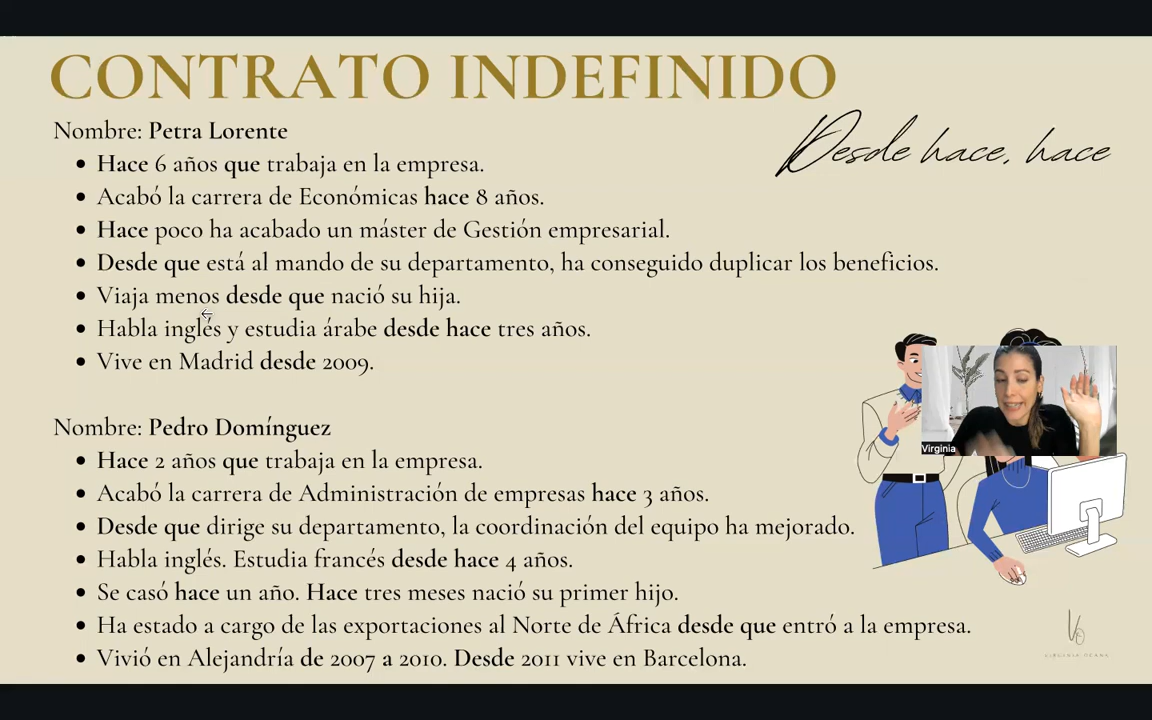 CONTRATO INDEFINIDO
Desde hace, hace
Nombre: Petra Lorente
• Hace 6 años que trabaja en la empresa.
• Acabó la carrera de Económicas hace 8 años.
• Hace poco ha acabado un máster de Gestión empresarial.
• Desde que está al mando de su departamento, ha conseguido duplicar los beneficios.
• Viaja menos desde que nació su hija.
• Habla inglés y estudia árabe desde hace tres años.
• Vive en Madrid desde 2009.
Nombre: Pedro Domínguez
• Hace 2 años que trabaja en la empresa.
• Acabó la carrera de Administración de empresas hace 3 años.
• Desde que dirige su departamento, la coordinación del equipo ha mejorado.
• Habla inglés. Estudia francés desde hace 4 años.
• Se casó hace un año. Hace tres meses nació su primer hijo.
• Ha estado a cargo de las exportaciones al Norte de África desde que entró a la empresa.
• Vivió en Alejandría de 2007 a 2010. Desde 2011 vive en Barcelona.
Virginia